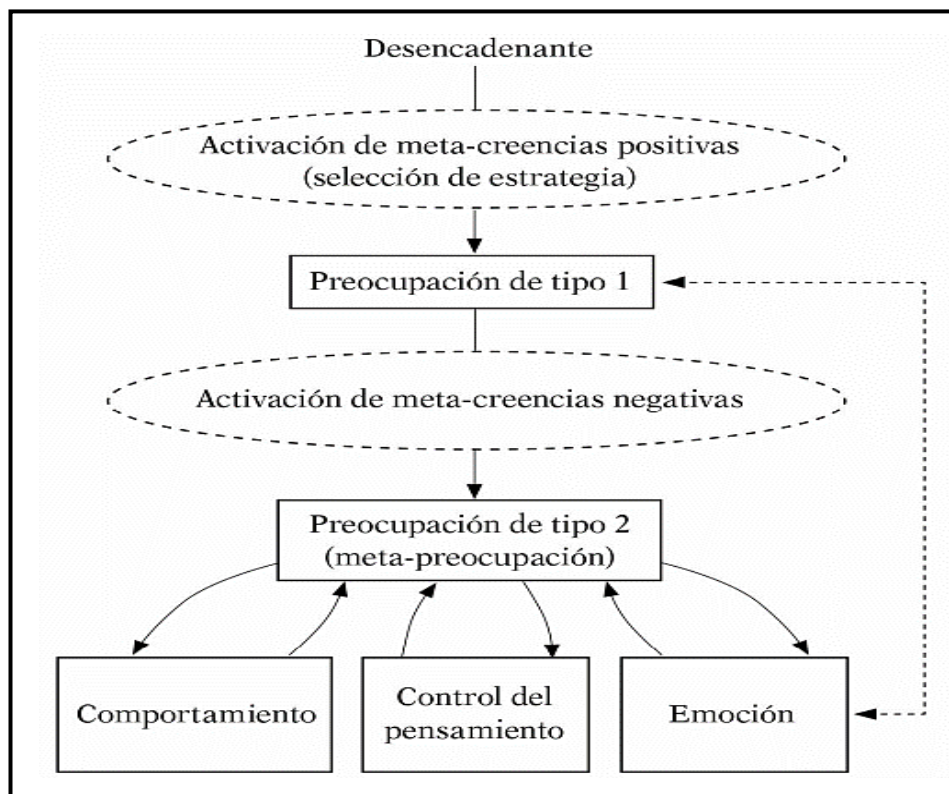 Desencadenante
Activación de meta-creencias positivas
(selección de estrategia)
Preocupación de tipo 1
Activación de meta-creencias negativas
Preocupación de tipo 2
(meta-preocupación)
Comportamiento
Control del
pensamiento
Emoción